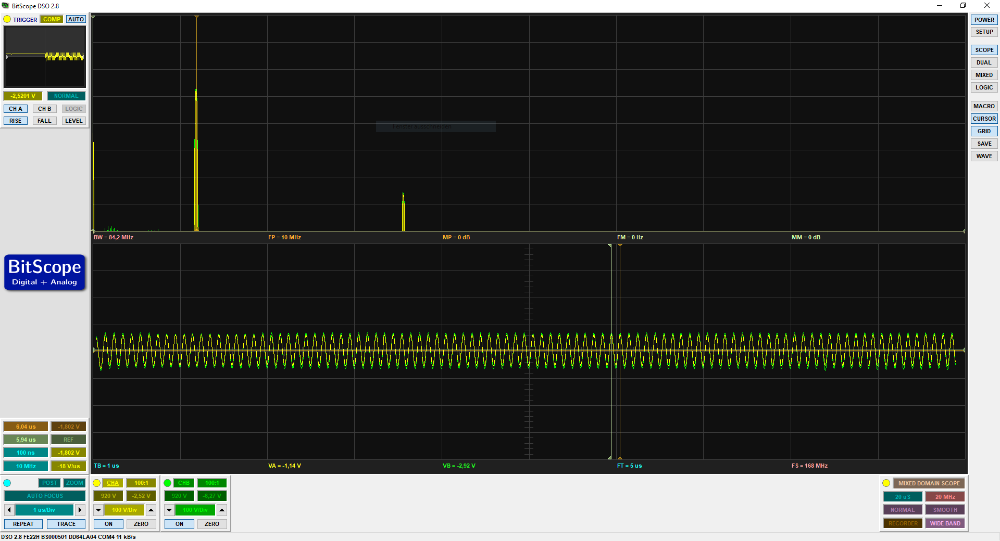 BitScope DSO 2.8
TRIGGER COMP AUTO
-2,5201 V NORMAL
CH A CH B LOGIC
RISE FALL LEVEL
Fenster ausschneiden
BW = 84,2 MHz FP = 10 MHz MP = 0 dB FM = 0 Hz MM = 0 dB
BitScope
Digital + Analog
6,04 us -1,802 V
5,94 us REF
100 ns -1,802 V
10 MHz -18 V/us
TB = 1 us VA = -1,14 V VB = -2,92 V FT = 5 us FS = 168 MHz
POST ZOOM
AUTO FOCUS
1 us/Div
REPEAT TRACE
CHA 100:1
920 V -2,52 V
100 V/Div
ON ZERO
CHB 100:1
920 V -6,27 V
100 V/Div
ON ZERO
MIXED DOMAIN SCOPE
20 uS 20 MHz
NORMAL SMOOTH
RECORDER WIDE BAND
POWER
SETUP
SCOPE
DUAL
MIXED
LOGIC
MACRO
CURSOR
GRID
SAVE
WAVE
DSO 2.8 FE22H BS000501 DD64LA04 COM4 11 kB/s